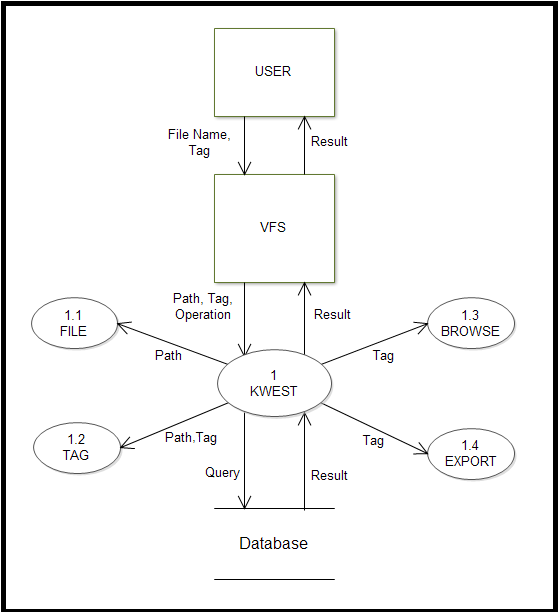 USER
File Name,
Tag
Result
VFS
Path, Tag,
Operation
Result
1.1
FILE
1.3
BROWSE
Path
Tag
1
KWEST
1.2
TAG
Path,Tag
Tag
1.4
EXPORT
Query
Result
Database